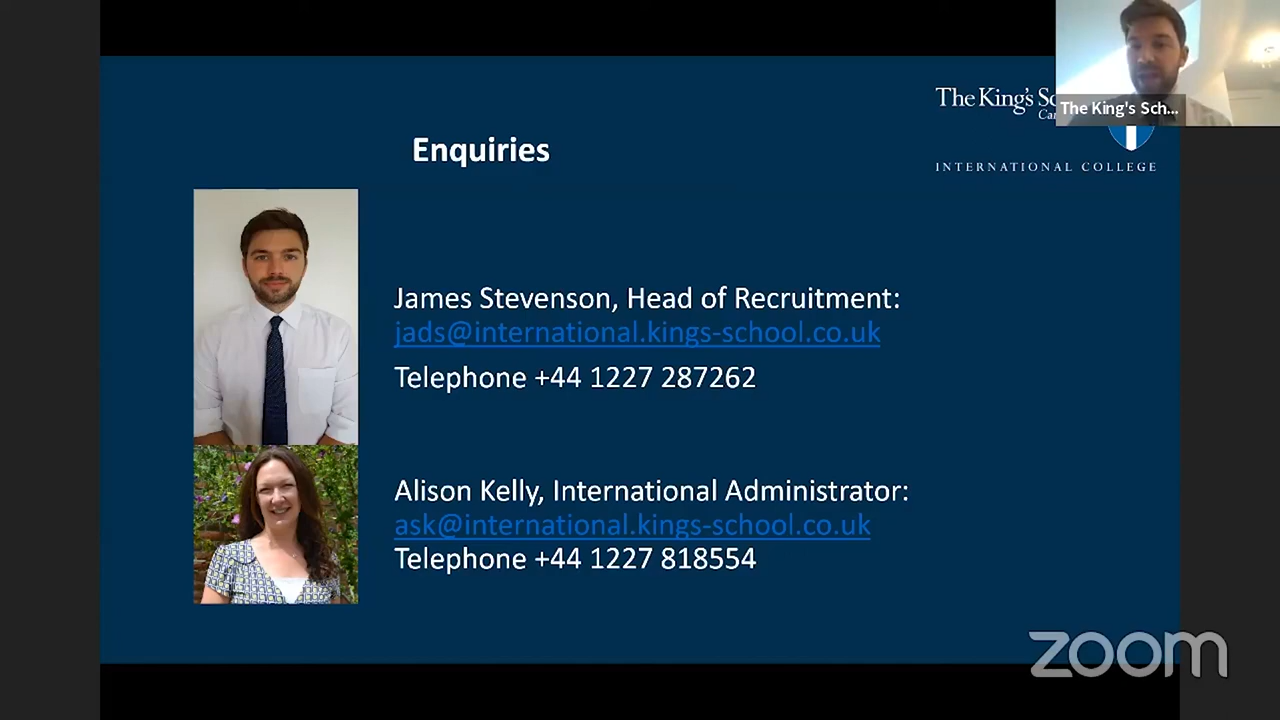 The King's Sc
Ca
The King's Sch...
INTERNATIONAL COLLEGE
Enquiries
James Stevenson, Head of Recruitment:
jads@international.kings-school.co.uk
Telephone +44 1227 287262
Alison Kelly, International Administrator:
ask@international.kings-school.co.uk
Telephone +44 1227 818554
zoom